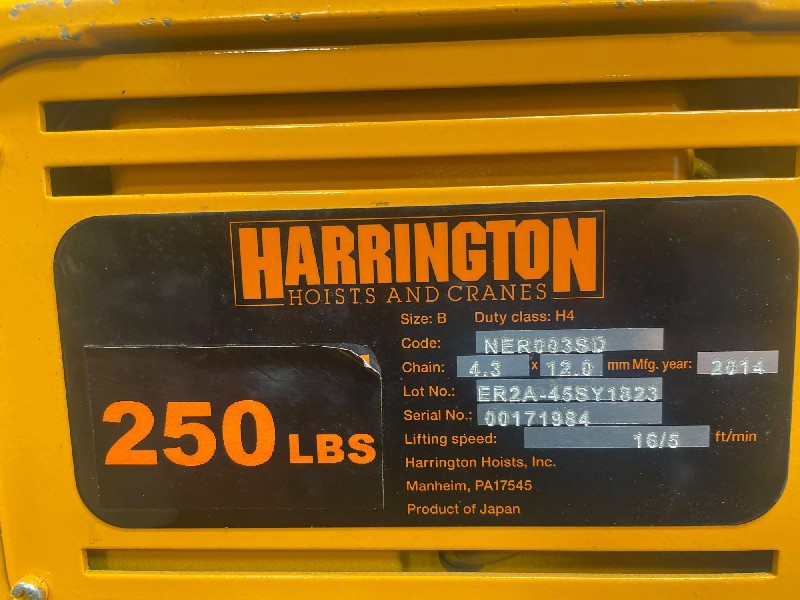 HARRINGTON
HOISTS AND CRANES
Size: B Duty class: H4
Code: NER003SD
Chain: 4.3 x 12.0 mm Mfg. year: 2014
Lot No.: ER2A-45SY1823
Serial No.: 00171984
Lifting speed: 16/5 ft/min
Harrington Hoists, Inc.
Manheim, PA17545
Product of Japan
250 LBS